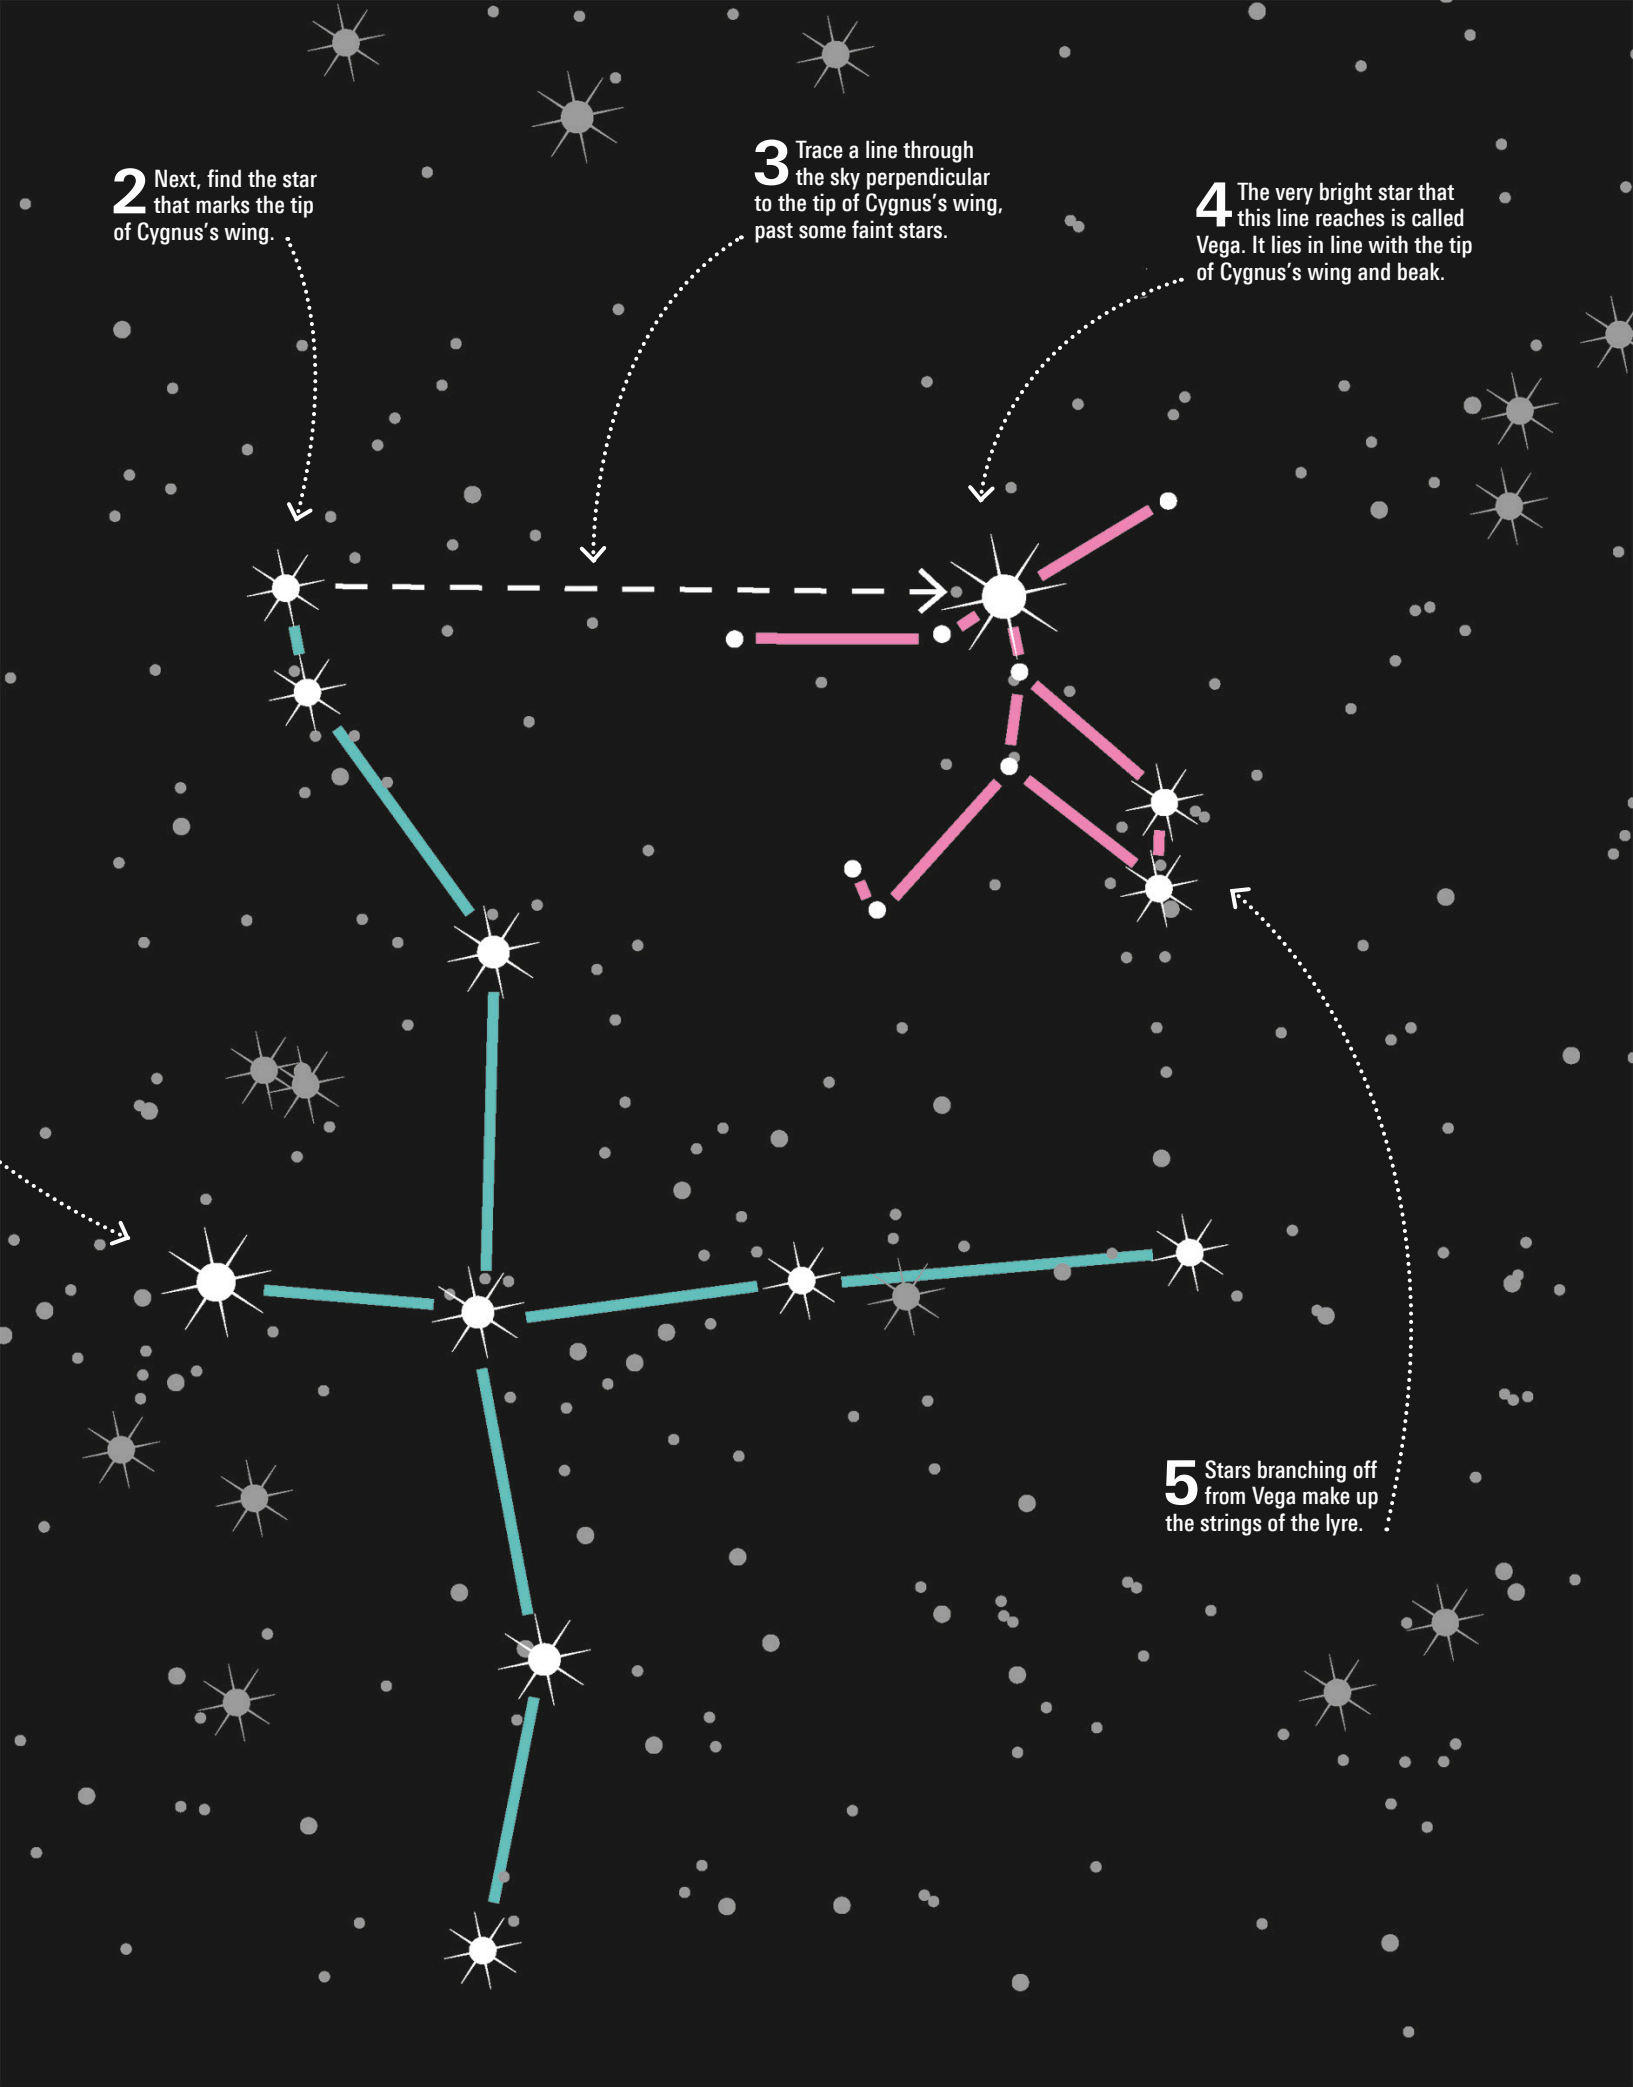 2 Next, find the star
that marks the tip
of Cygnus's wing.
3 Trace a line through
the sky perpendicular
to the tip of Cygnus's wing,
past some faint stars.
4 The very bright star that
this line reaches is called
Vega. It lies in line with the tip
of Cygnus's wing and beak.
5 Stars branching off
from Vega make up
the strings of the lyre.